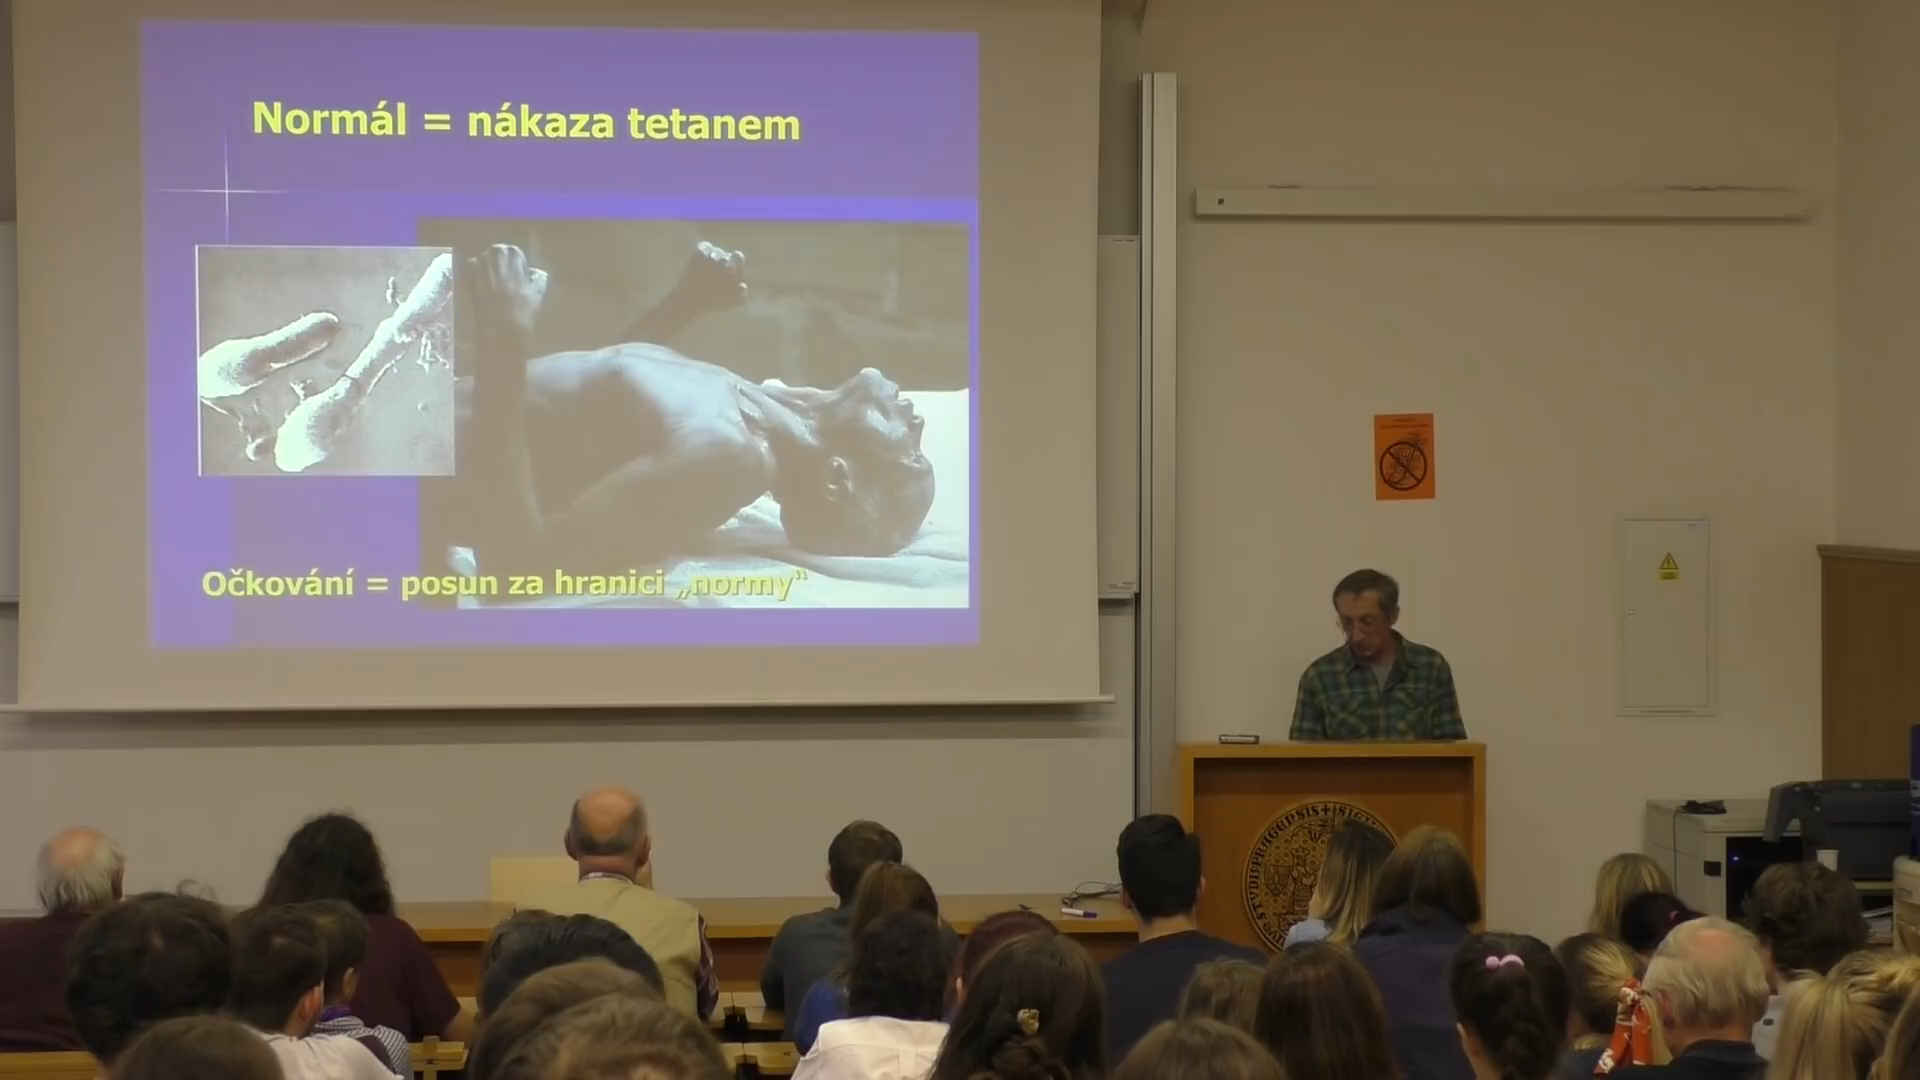 Normál = nákaza tetanem
Očkování = posun za hranici „normy“